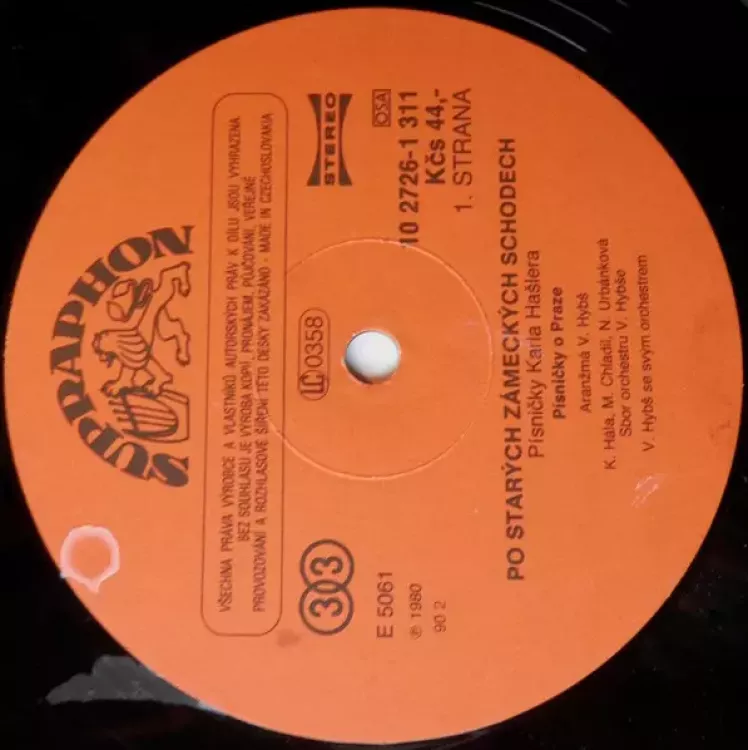 SUPRAPHON
VŠECHNA PRÁVA VÝROBCE A VLASTNÍKŮ AUTORSKÝCH PRÁV K DÍLU JSOU VYHRAZENA
BEZ SOUHLASU JE VÝROBA KOPIÍ, PRONÁJEM, PŮJČOVÁNÍ, VEŘEJNÉ
PROVOZOVÁNÍ A ROZHLASOVÉ ŠÍŘENÍ TÉTO DESKY ZAKÁZÁNO - MADE IN CZECHOSLOVAKIA
33
E 5061
℗ 1980
90 2
LC 0358
STEREO
OSA
10 2726-1 311
Kčs 44,-
1. STRANA
PO STARÝCH ZÁMECKÝCH SCHODECH
Písničky Karla Hašlera
Písničky o Praze
Aranžmá V. Hybš
K. Hála, M. Chladil, N. Urbánková
Sbor orchestru V. Hybše
V. Hybš se svým orchestrem